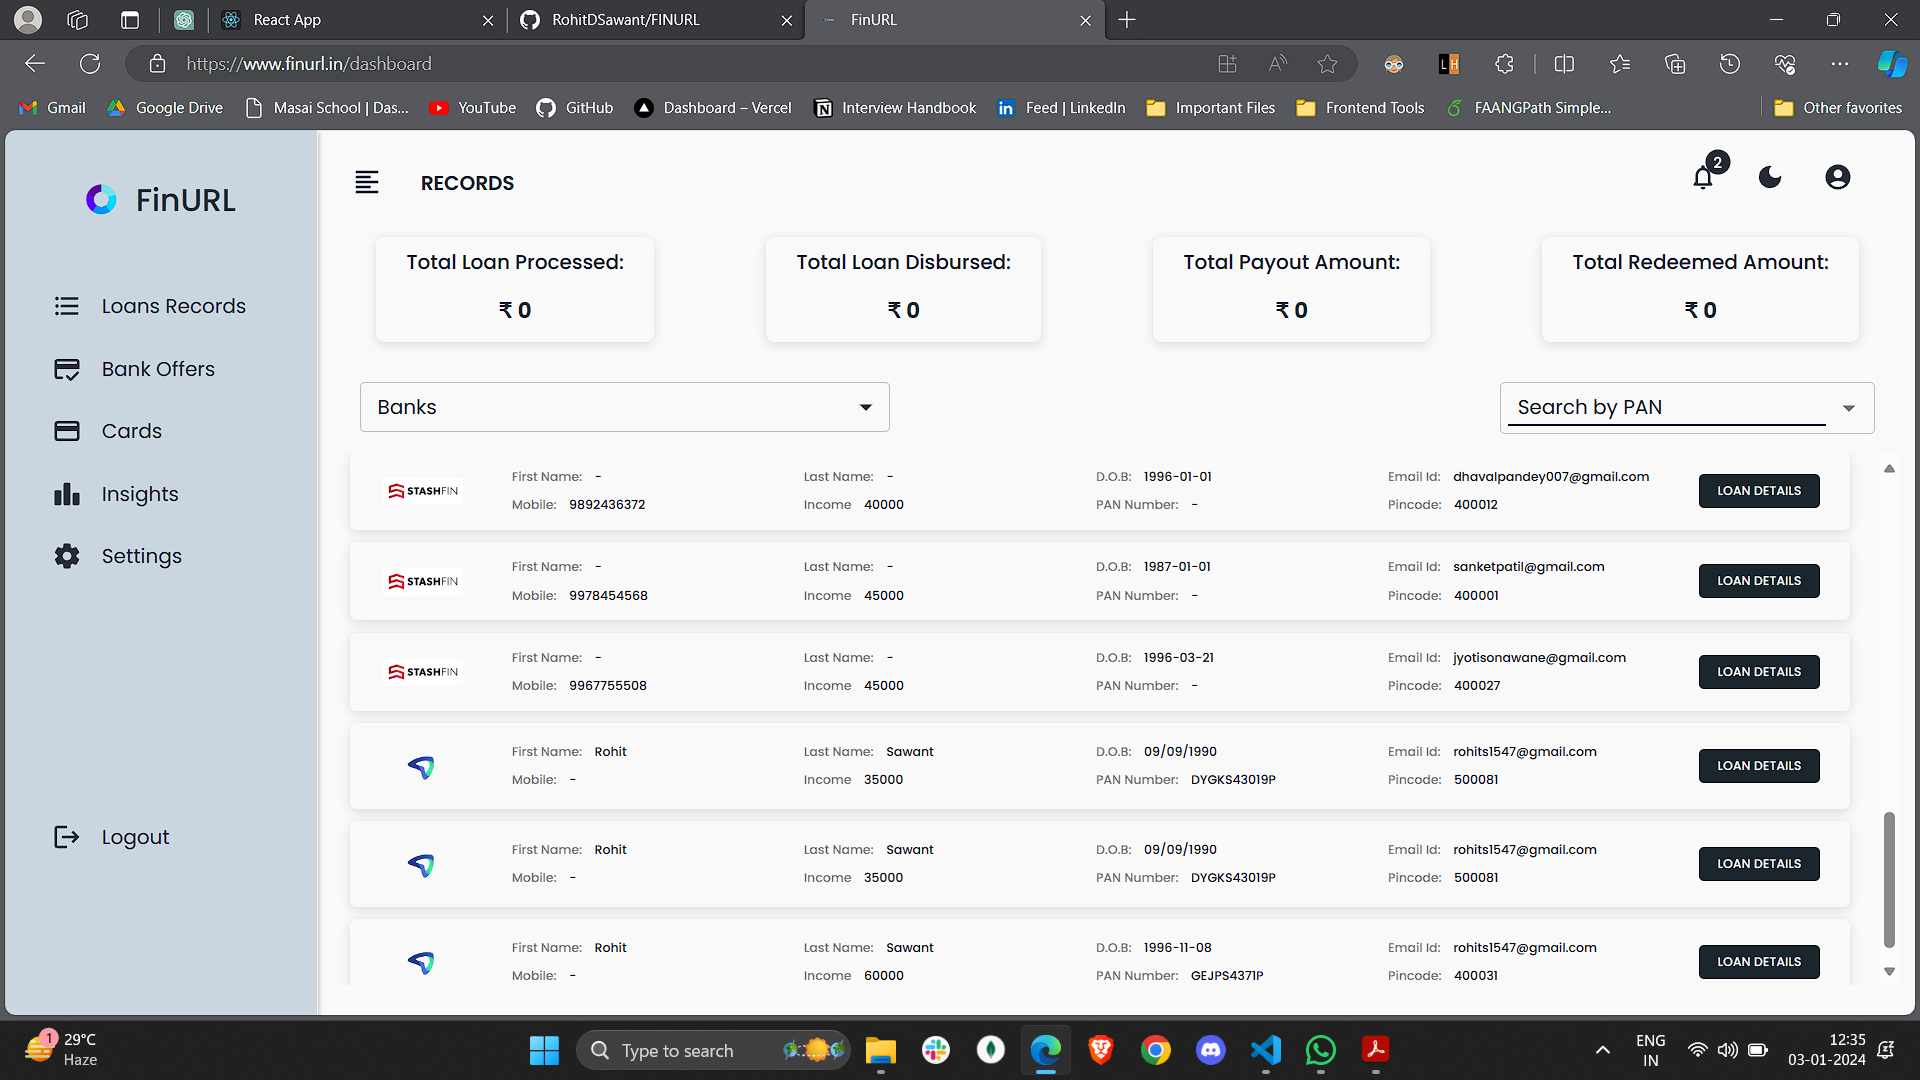 React App
RohitDSawant/FINURL
FinURL
https://www.finurl.in/dashboard
Gmail
Google Drive
Masai School | Das...
YouTube
GitHub
Dashboard – Vercel
Interview Handbook
Feed | LinkedIn
Important Files
Frontend Tools
FAANGPath Simple...
Other favorites
FinURL
Loans Records
Bank Offers
Cards
Insights
Settings
Logout
RECORDS
2
Total Loan Processed:
₹ 0
Total Loan Disbursed:
₹ 0
Total Payout Amount:
₹ 0
Total Redeemed Amount:
₹ 0
Banks
Search by PAN
STASHFIN
First Name: -
Last Name: -
D.O.B: 1996-01-01
Email Id: dhavalpandey007@gmail.com
Mobile: 9892436372
Income 40000
PAN Number: -
Pincode: 400012
LOAN DETAILS
STASHFIN
First Name: -
Last Name: -
D.O.B: 1987-01-01
Email Id: sanketpatil@gmail.com
Mobile: 9978454568
Income 45000
PAN Number: -
Pincode: 400001
LOAN DETAILS
STASHFIN
First Name: -
Last Name: -
D.O.B: 1996-03-21
Email Id: jyotisonawane@gmail.com
Mobile: 9967755508
Income 45000
PAN Number: -
Pincode: 400027
LOAN DETAILS
First Name: Rohit
Last Name: Sawant
D.O.B: 09/09/1990
Email Id: rohits1547@gmail.com
Mobile: -
Income 35000
PAN Number: DYGKS43019P
Pincode: 500081
LOAN DETAILS
First Name: Rohit
Last Name: Sawant
D.O.B: 09/09/1990
Email Id: rohits1547@gmail.com
Mobile: -
Income 35000
PAN Number: DYGKS43019P
Pincode: 500081
LOAN DETAILS
First Name: Rohit
Last Name: Sawant
D.O.B: 1996-11-08
Email Id: rohits1547@gmail.com
Mobile: -
Income 60000
PAN Number: GEJPS4371P
Pincode: 400031
LOAN DETAILS
1
29°C
Haze
Type to search
ENG
IN
12:35
03-01-2024